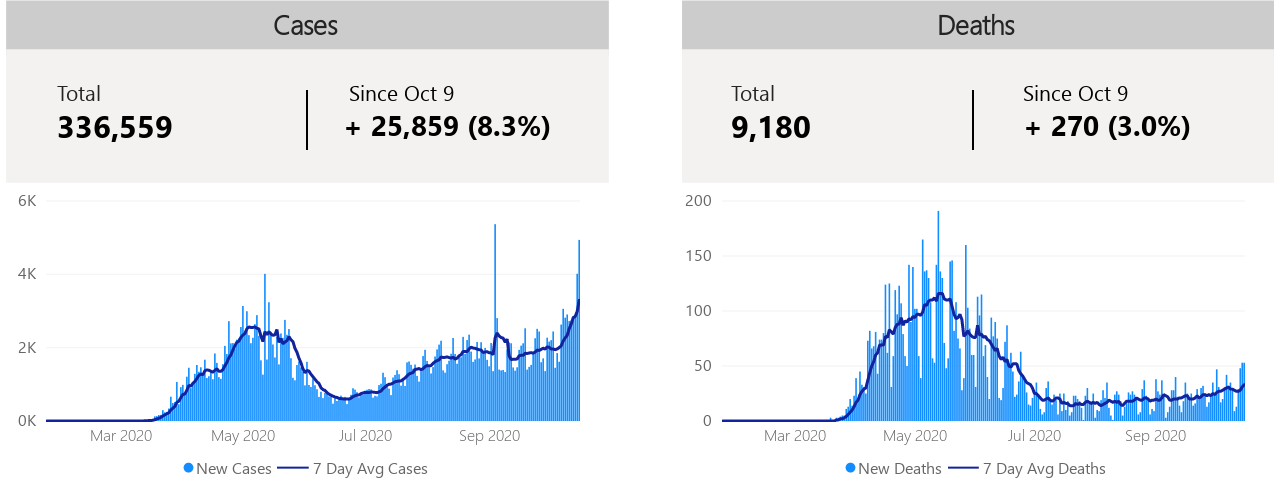 Cases
Total
336,559
Since Oct 9
+ 25,859 (8.3%)
6K
4K
2K
0K
Mar 2020
May 2020
Jul 2020
Sep 2020
New Cases
7 Day Avg Cases
Deaths
Total
9,180
Since Oct 9
+ 270 (3.0%)
200
150
100
50
0
Mar 2020
May 2020
Jul 2020
Sep 2020
New Deaths
7 Day Avg Deaths